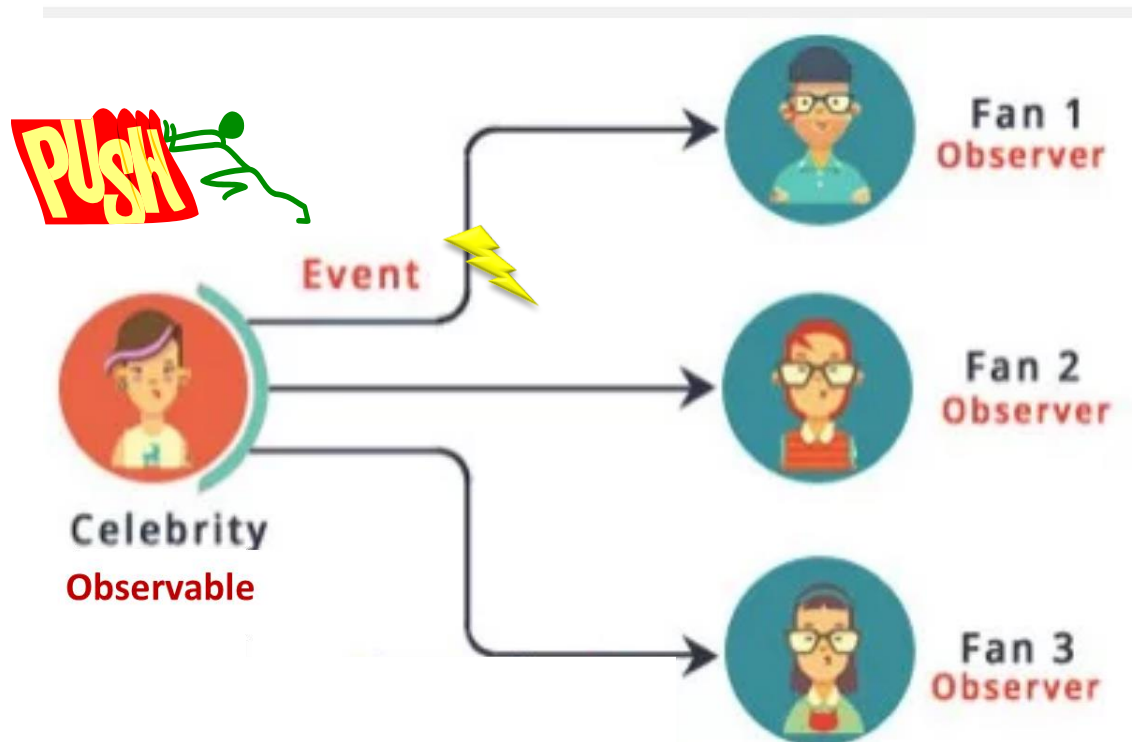 PUSH
Event
Celebrity
Observable
Fan 1
Observer
Fan 2
Observer
Fan 3
Observer